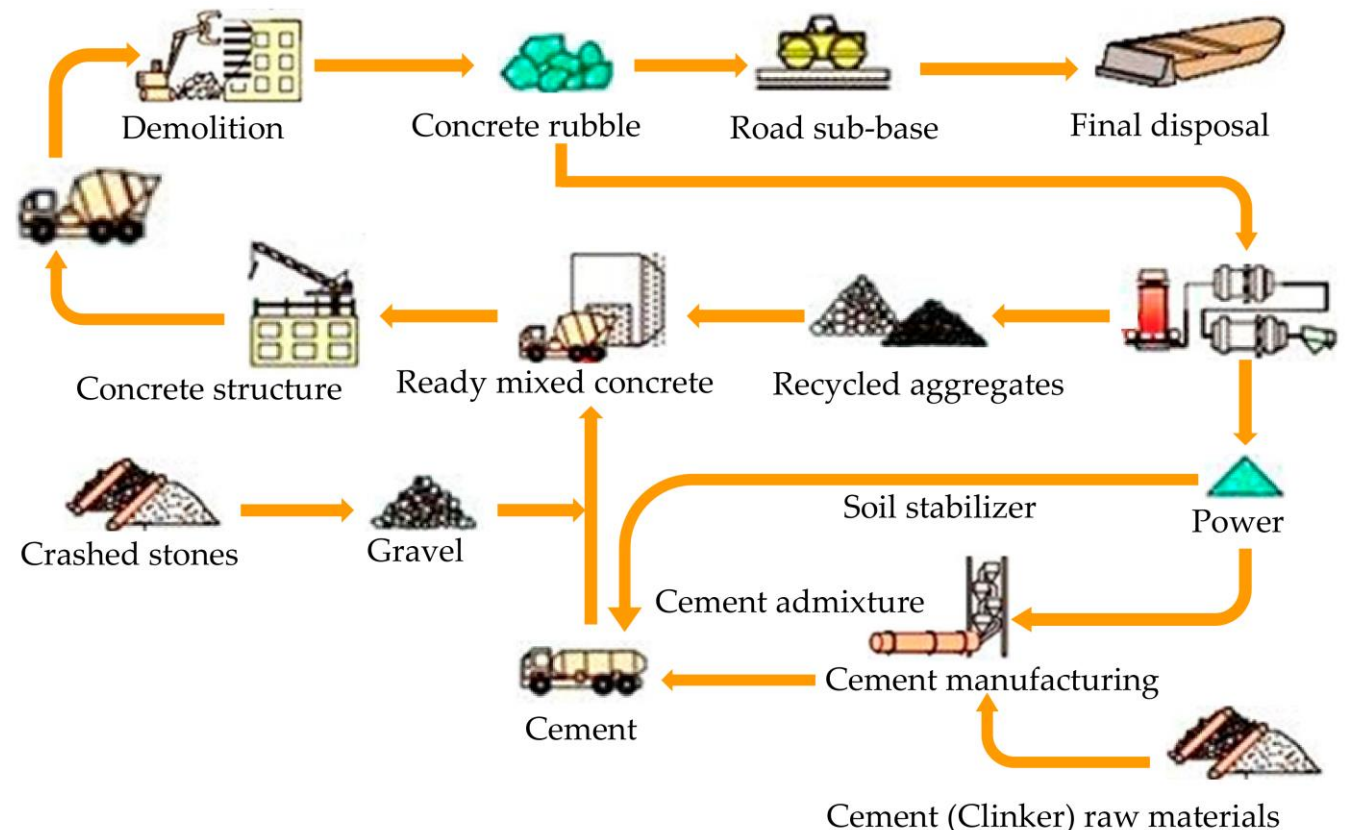 Demolition
Concrete rubble
Road sub-base
Final disposal
Concrete structure
Ready mixed concrete
Recycled aggregates
Crashed stones
Gravel
Soil stabilizer
Power
Cement admixture
Cement manufacturing
Cement
Cement (Clinker) raw materials